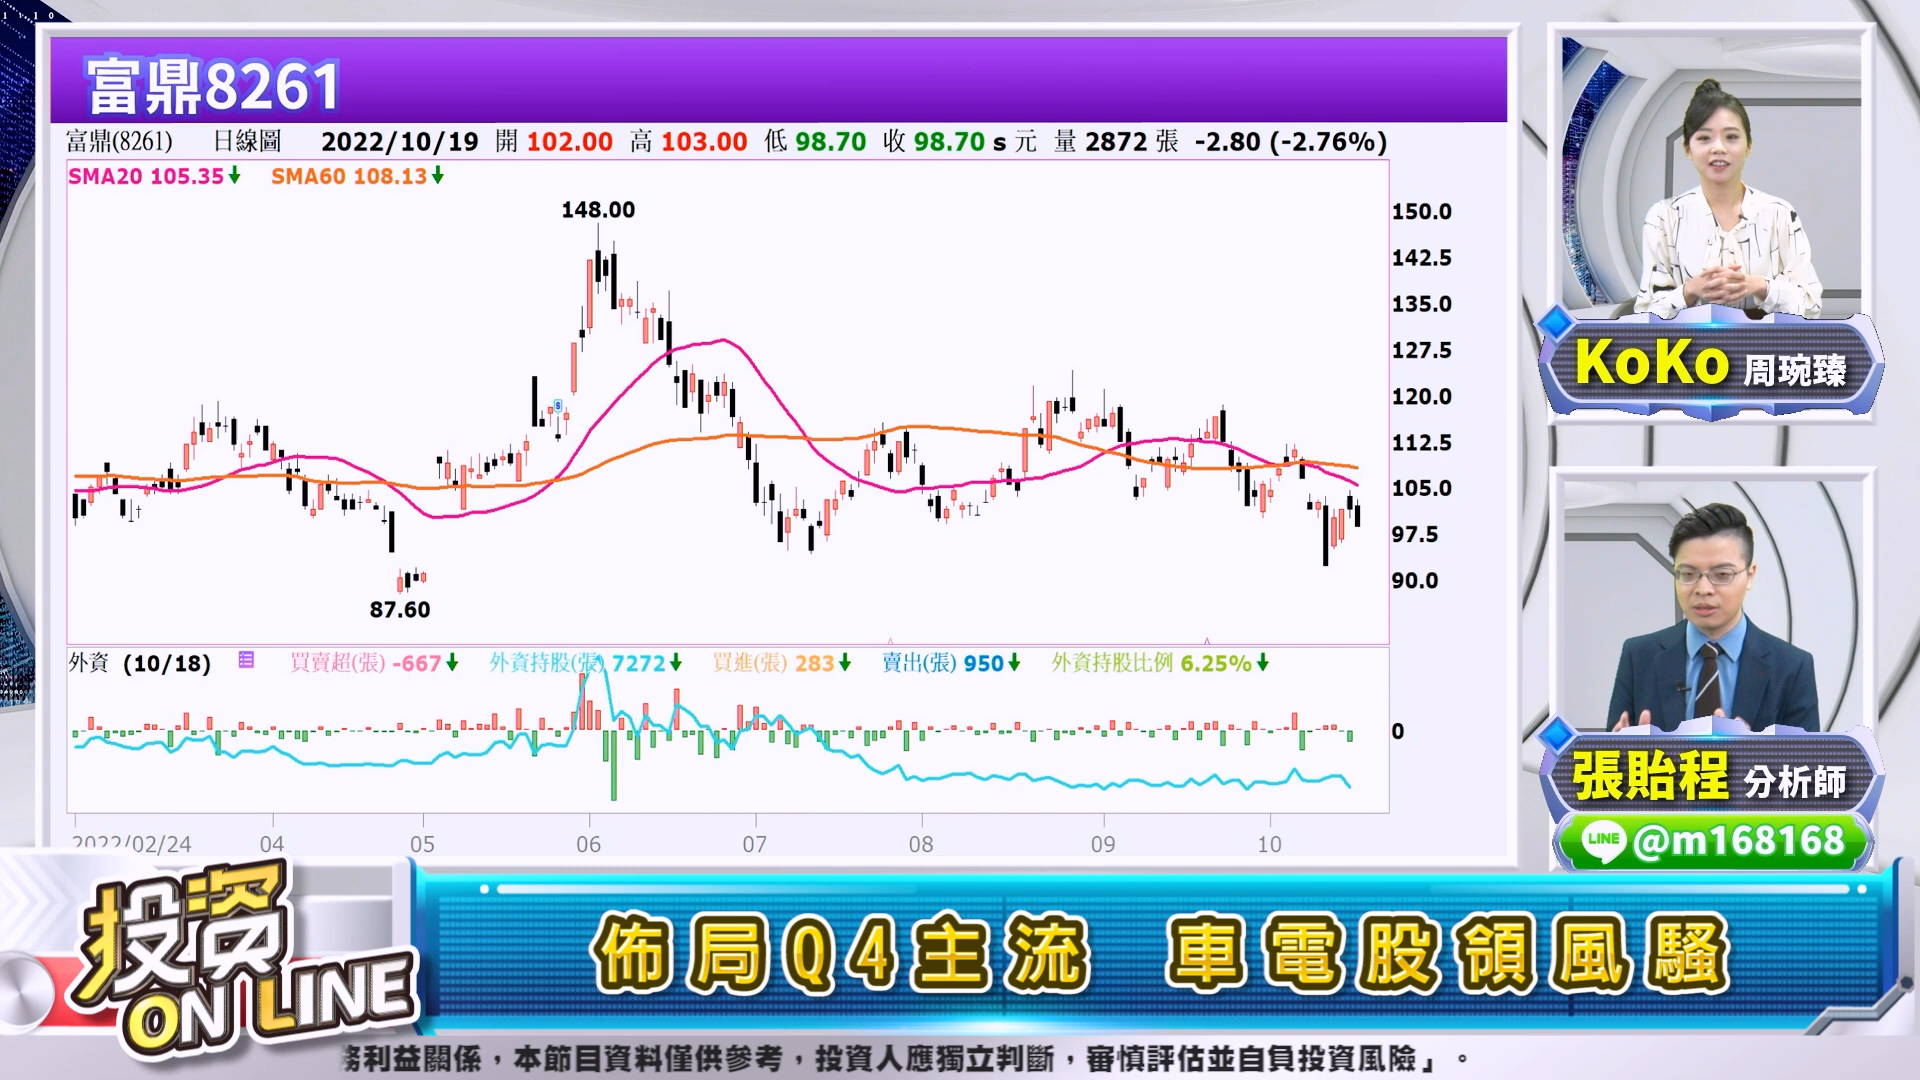 富鼎8261
富鼎(8261) 日線圖 2022/10/19 開 102.00 高 103.00 低 98.70 收 98.70 s 元 量 2872 張 -2.80 (-2.76%)
SMA20 105.35↓ SMA60 108.13↓
148.00
87.60
150.0
142.5
135.0
127.5
120.0
112.5
105.0
97.5
90.0
外資 (10/18) 買賣超(張) -667↓ 外資持股(張) 7272↓ 買進(張) 283↓ 賣出(張) 950↓ 外資持股比例 6.25%↓
0
2022/02/24 04 05 06 07 08 09 10
KoKo 周琬臻
張貽程 分析師
LINE @m168168
投資
ON LINE
佈局Q4主流 車電股領風騷
務利益關係，本節目資料僅供參考，投資人應獨立判斷，審慎評估並自負投資風險」。